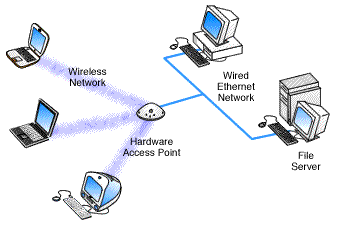 Wireless
Network
Wired
Ethernet
Network
Hardware
Access Point
File
Server